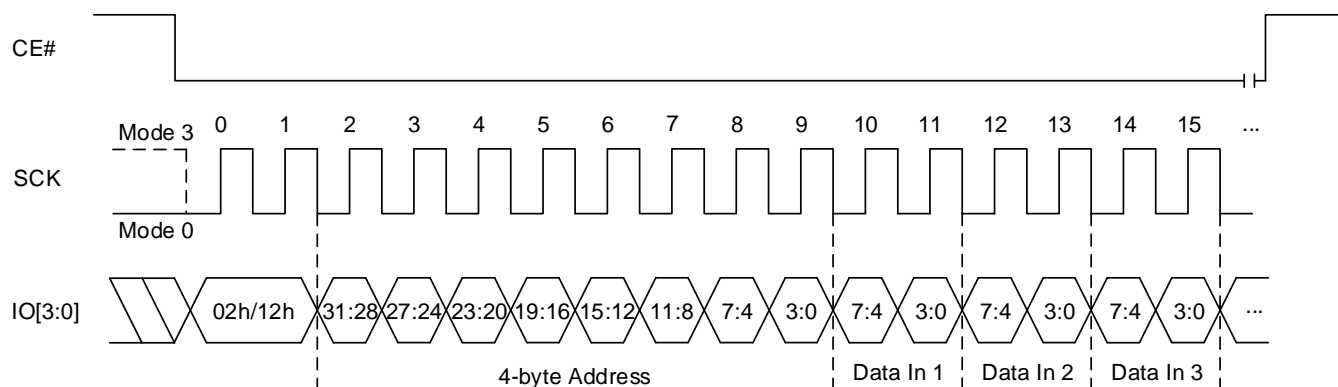 CE#
Mode 3
0 1 2 3 4 5 6 7 8 9 10 11 12 13 14 15 ...
SCK
Mode 0
IO[3:0]
02h/12h 31:28 27:24 23:20 19:16 15:12 11:8 7:4 3:0 7:4 3:0 7:4 3:0 7:4 3:0 ...
4-byte Address Data In 1 Data In 2 Data In 3